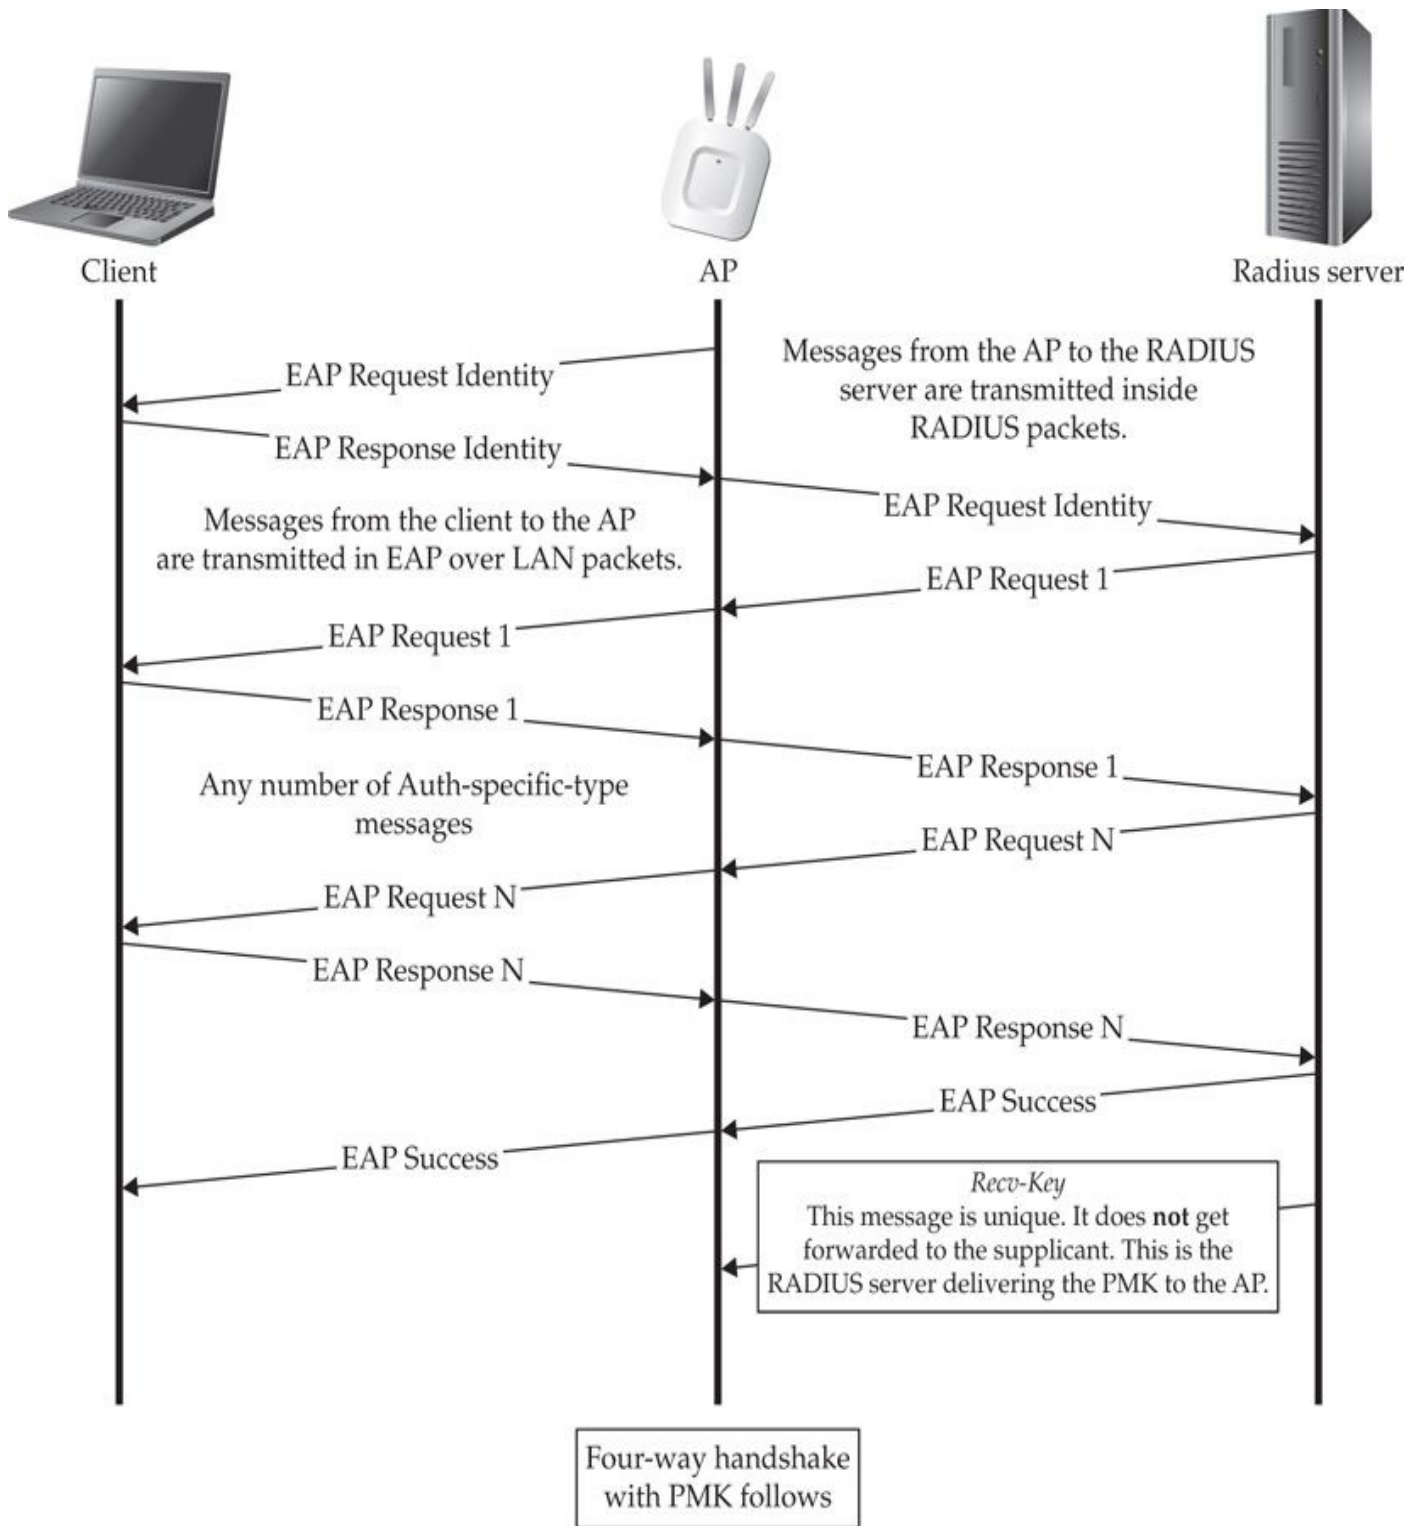 Client
AP
Radius server
EAP Request Identity
Messages from the AP to the RADIUS
server are transmitted inside
RADIUS packets.
EAP Response Identity
EAP Request Identity
Messages from the client to the AP
are transmitted in EAP over LAN packets.
EAP Request 1
EAP Request 1
EAP Response 1
EAP Response 1
Any number of Auth-specific-type
messages
EAP Request N
EAP Request N
EAP Response N
EAP Response N
EAP Success
EAP Success
Recv-Key
This message is unique. It does not get
forwarded to the supplicant. This is the
RADIUS server delivering the PMK to the AP.
Four-way handshake
with PMK follows